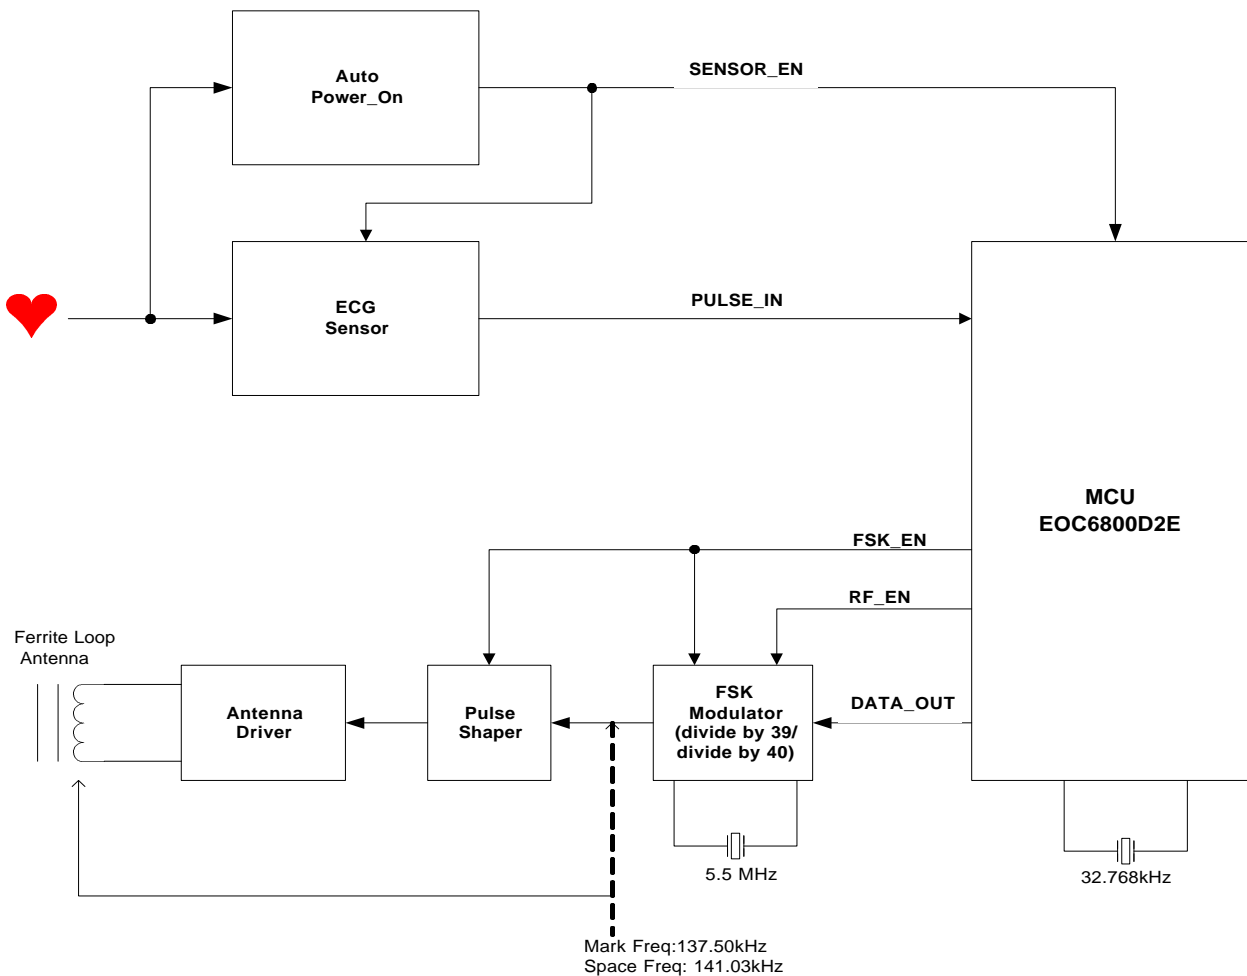 Auto
Power_On
SENSOR_EN
ECG
Sensor
PULSE_IN
MCU
EOC6800D2E
FSK_EN
RF_EN
Ferrite Loop
Antenna
Antenna
Driver
Pulse
Shaper
FSK
Modulator
(divide by 39/
divide by 40)
DATA_OUT
5.5 MHz
32.768kHz
Mark Freq:137.50kHz
Space Freq: 141.03kHz